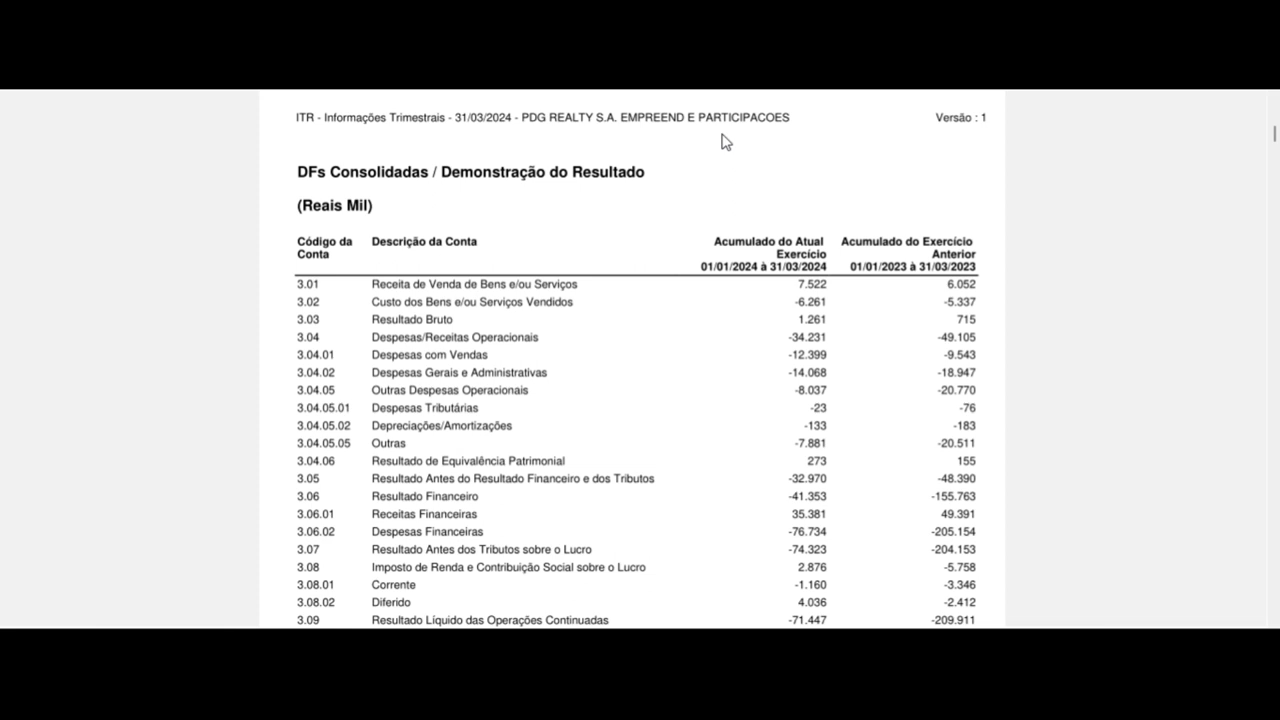 ITR - Informações Trimestrais - 31/03/2024 - PDG REALTY S.A. EMPREEND E PARTICIPACOES Versão : 1
DFs Consolidadas / Demonstração do Resultado
(Reais Mil)
Código da Conta Descrição da Conta Acumulado do Atual Exercício 01/01/2024 à 31/03/2024 Acumulado do Exercício Anterior 01/01/2023 à 31/03/2023
3.01 Receita de Venda de Bens e/ou Serviços 7.522 6.052
3.02 Custo dos Bens e/ou Serviços Vendidos -6.261 -5.337
3.03 Resultado Bruto 1.261 715
3.04 Despesas/Receitas Operacionais -34.231 -49.105
3.04.01 Despesas com Vendas -12.399 -9.543
3.04.02 Despesas Gerais e Administrativas -14.068 -18.947
3.04.05 Outras Despesas Operacionais -8.037 -20.770
3.04.05.01 Despesas Tributárias -23 -76
3.04.05.02 Depreciações/Amortizações -133 -183
3.04.05.05 Outras -7.881 -20.511
3.04.06 Resultado de Equivalência Patrimonial 273 155
3.05 Resultado Antes do Resultado Financeiro e dos Tributos -32.970 -48.390
3.06 Resultado Financeiro -41.353 -155.763
3.06.01 Receitas Financeiras 35.381 49.391
3.06.02 Despesas Financeiras -76.734 -205.154
3.07 Resultado Antes dos Tributos sobre o Lucro -74.323 -204.153
3.08 Imposto de Renda e Contribuição Social sobre o Lucro 2.876 -5.758
3.08.01 Corrente -1.160 -3.346
3.08.02 Diferido 4.036 -2.412
3.09 Resultado Líquido das Operações Continuadas -71.447 -209.911